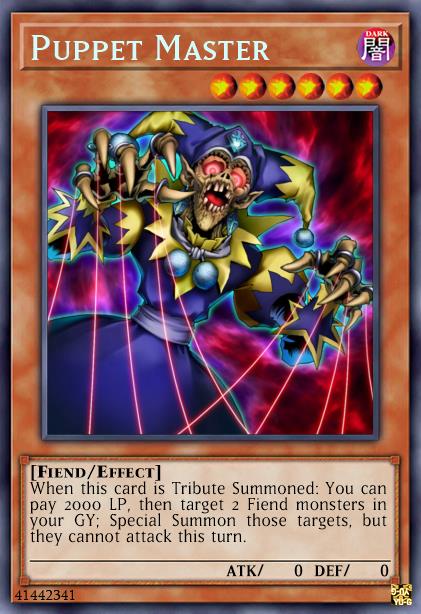 PUPPET MASTER
DARK
闇
[FIEND/EFFECT]
When this card is Tribute Summoned: You can
pay 2000 LP, then target 2 Fiend monsters in
your GY; Special Summon those targets, but
they cannot attack this turn.
ATK/ 0 DEF/ 0
41442341